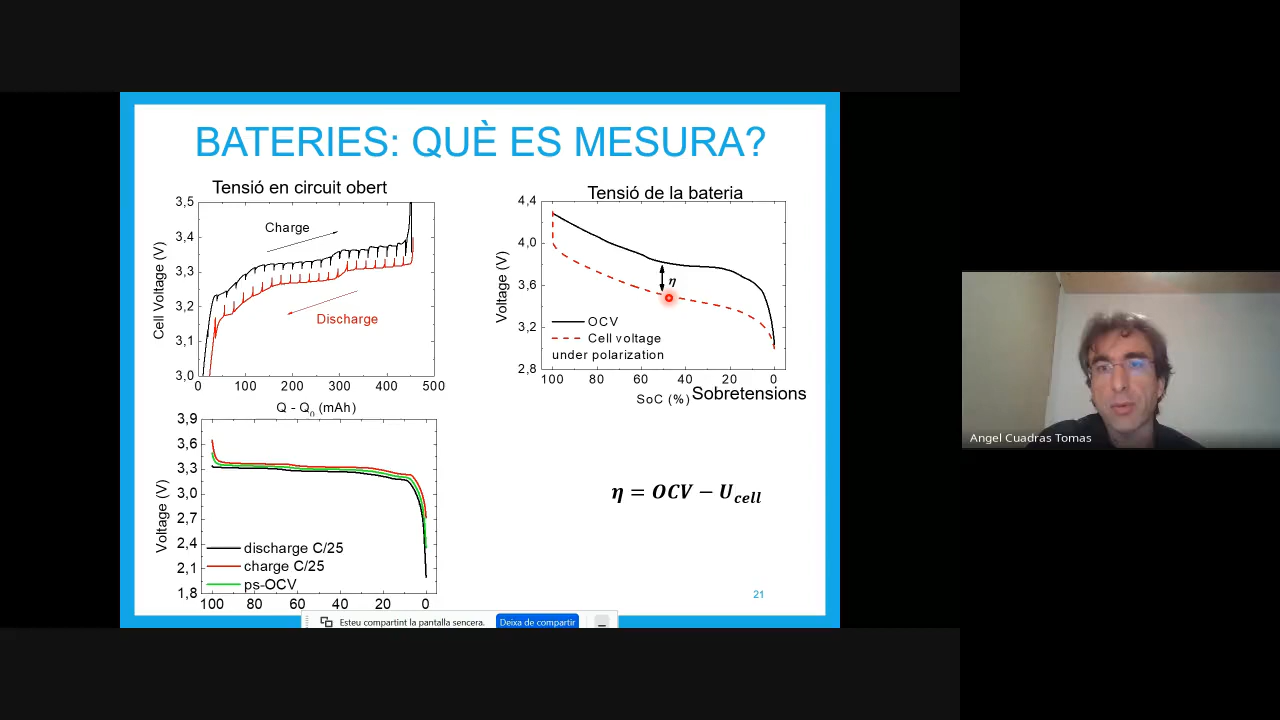 BATERIES: QUÈ ES MESURA?
Tensió en circuit obert
3,5
3,4
3,3
3,2
3,1
3,0
Cell Voltage (V)
Charge
Discharge
0 100 200 300 400 500
Q - Q0 (mAh)
Tensió de la bateria
4,4
4,0
3,6
3,2
2,8
Voltage (V)
η
OCV
Cell voltage
under polarization
100 80 60 40 20 0
SoC (%)
Sobretensions
3,9
3,6
3,3
3,0
2,7
2,4
2,1
1,8
Voltage (V)
discharge C/25
charge C/25
ps-OCV
100 80 60 40 20 0
η = OCV − Ucell
21
Esteu compartint la pantalla sencera.
Deixa de compartir
Angel Cuadras Tomas